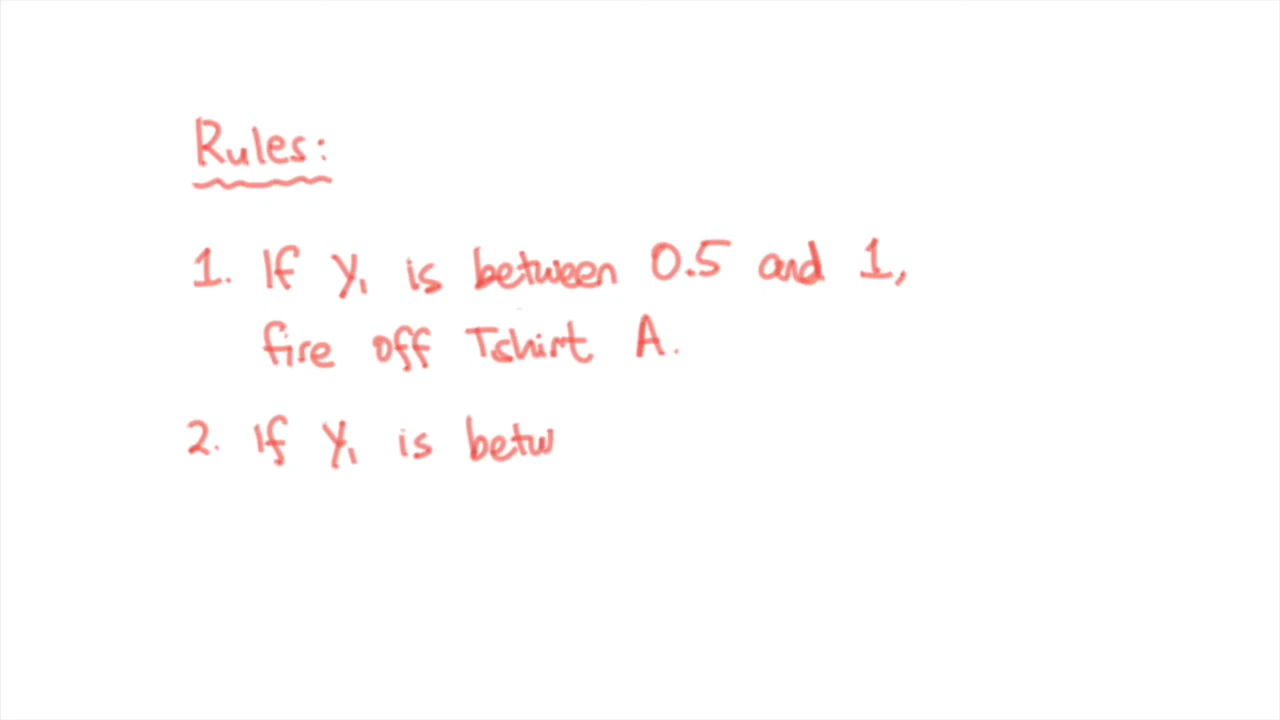 Rules:
1. If y₁ is between 0.5 and 1,
fire off Tshirt A.
2. If y₁ is betw